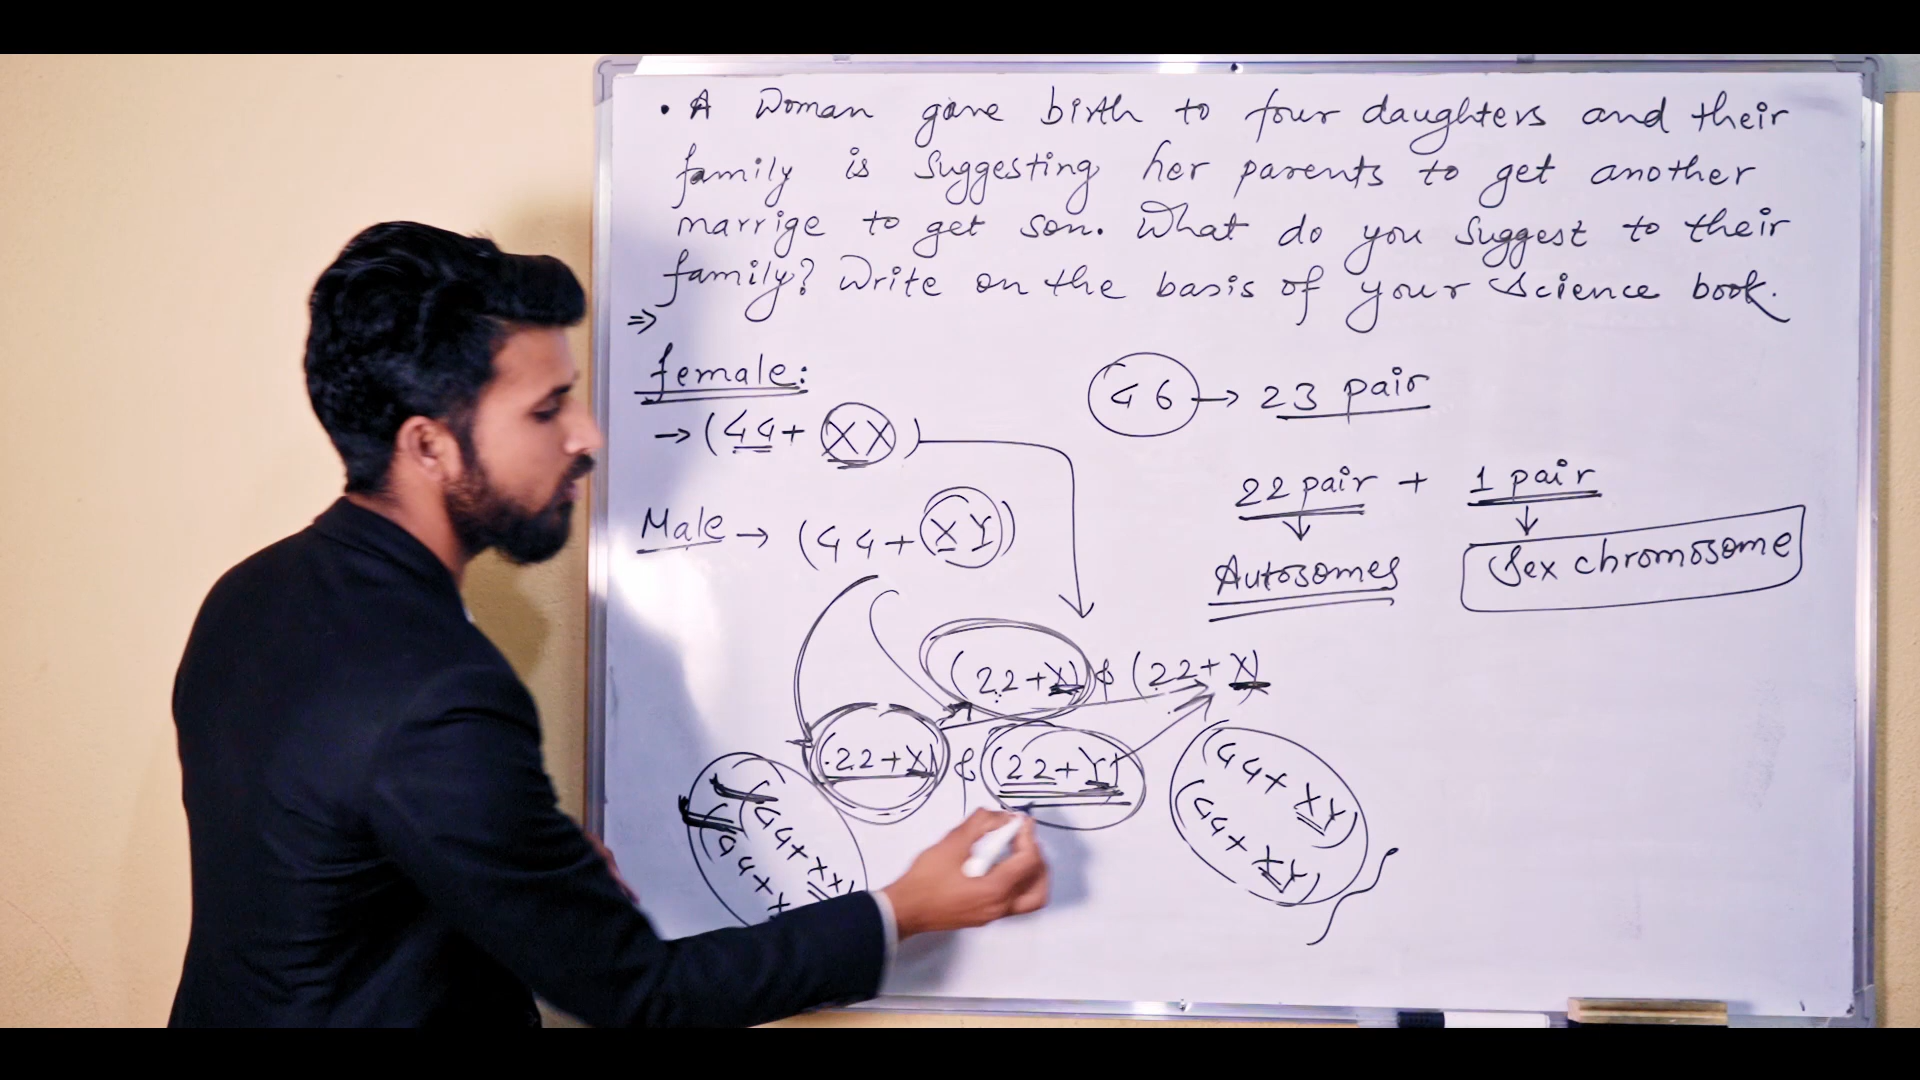 • A Woman gave birth to four daughters and their
family is suggesting her parents to get another
marrige to get son. What do you suggest to their
family? Write on the basis of your Science book.
⇒
female:
→ (44+ XX)
46 → 23 pair
22 pair + 1 pair
Male → (44+XY)
Autosomes
Sex chromosome
(22+X) & (22+X)
(22+X) & (22+Y)
(44+XX)
(44+X
44+XY)
(44+XY)